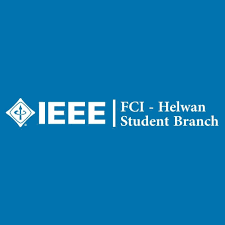 IEEE
FCI - Helwan
Student Branch